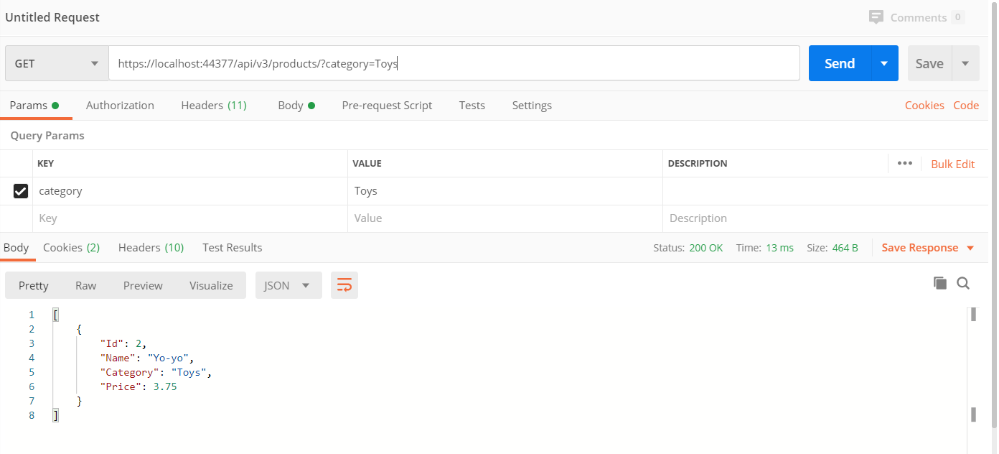 Untitled Request
Comments 0
GET
https://localhost:44377/api/v3/products/?category=Toys
Send
Save
Params
Authorization
Headers (11)
Body
Pre-request Script
Tests
Settings
Cookies
Code
Query Params
KEY VALUE DESCRIPTION ••• Bulk Edit
category Toys
Key Value Description
Body
Cookies (2)
Headers (10)
Test Results
Status: 200 OK
Time: 13 ms
Size: 464 B
Save Response
Pretty
Raw
Preview
Visualize
JSON
1 [
2 {
3 "Id": 2,
4 "Name": "Yo-yo",
5 "Category": "Toys",
6 "Price": 3.75
7 }
8 ]